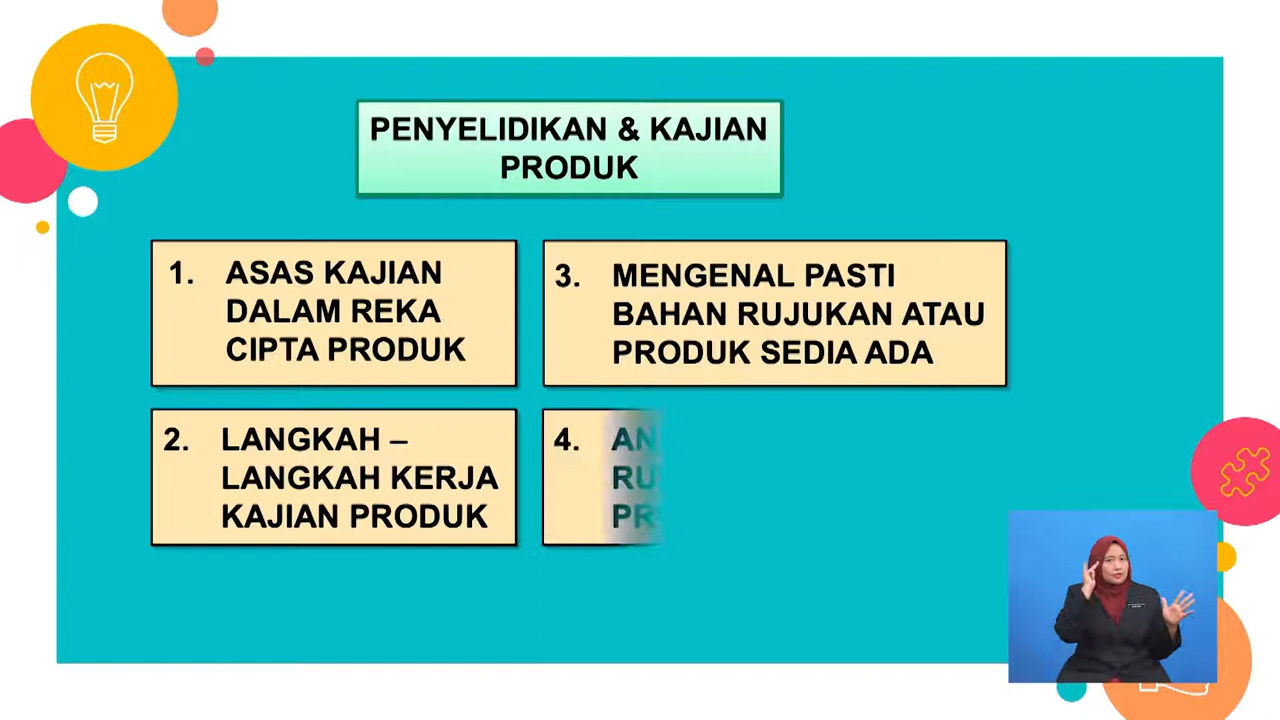 PENYELIDIKAN & KAJIAN
PRODUK
1. ASAS KAJIAN
DALAM REKA
CIPTA PRODUK
2. LANGKAH –
LANGKAH KERJA
KAJIAN PRODUK
3. MENGENAL PASTI
BAHAN RUJUKAN ATAU
PRODUK SEDIA ADA
4.